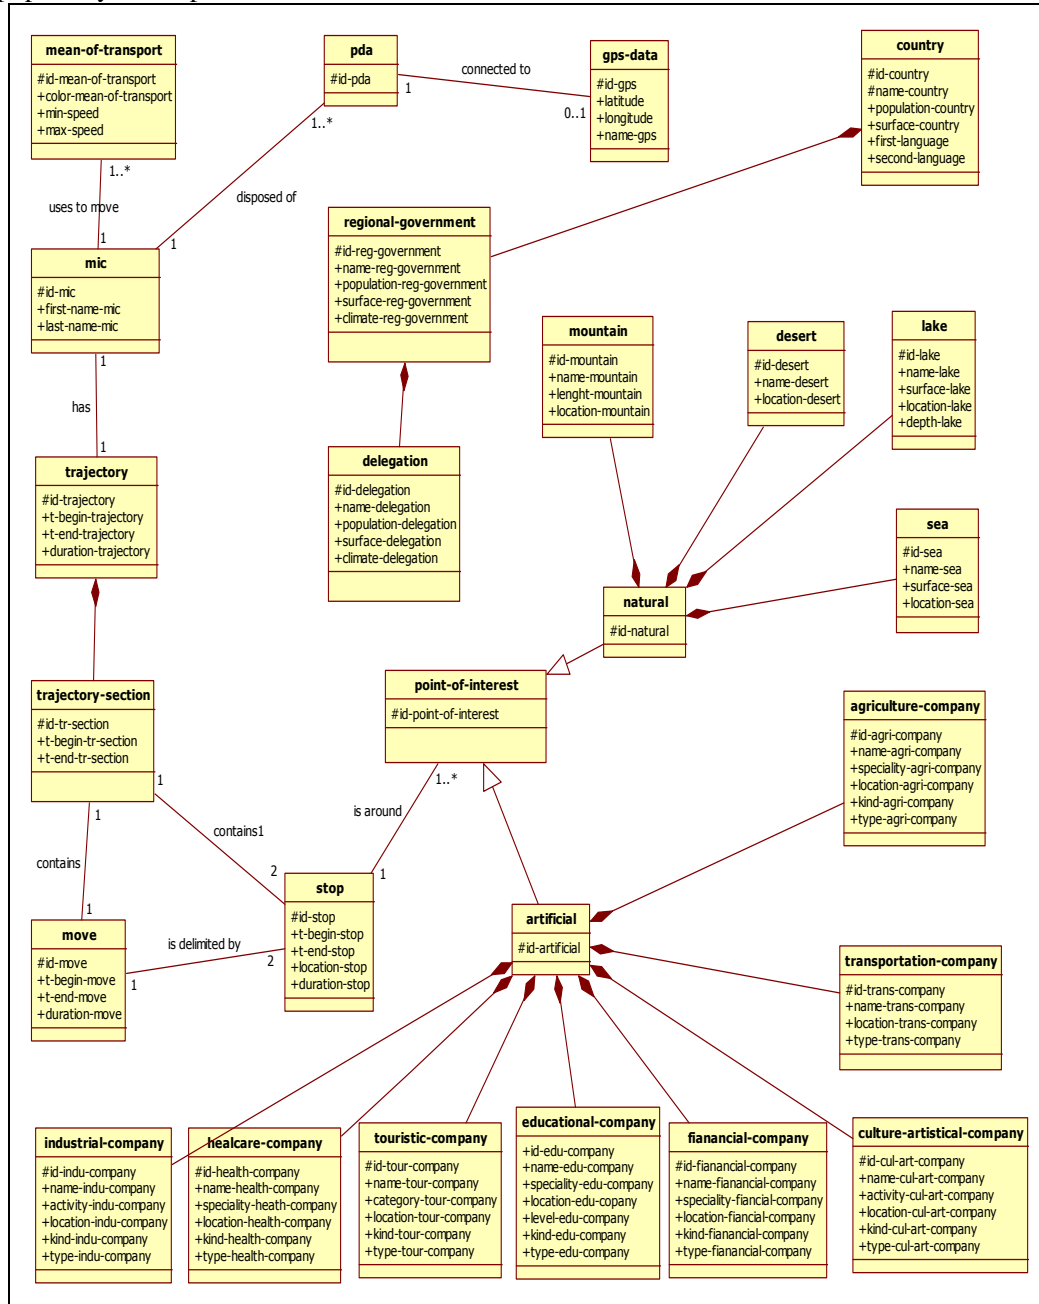 mean-of-transport
#id-mean-of-transport
+color-mean-of-transport
+min-speed
+max-speed
pda
#id-pda
connected to
1
0..1
gps-data
#id-gps
+latitude
+longitude
+name-gps
country
#id-country
#name-country
+population-country
+surface-country
+first-language
+second-language
1..*
uses to move
1
1..*
disposed of
1
mic
#id-mic
+first-name-mic
+last-name-mic
regional-government
#id-reg-government
+name-reg-government
+population-reg-government
+surface-reg-government
+climate-reg-government
mountain
#id-mountain
+name-mountain
+lenght-mountain
+location-mountain
desert
#id-desert
+name-desert
+location-desert
lake
#id-lake
+name-lake
+surface-lake
+location-lake
+depth-lake
1
has
1
trajectory
#id-trajectory
+t-begin-trajectory
+t-end-trajectory
+duration-trajectory
delegation
#id-delegation
+name-delegation
+population-delegation
+surface-delegation
+climate-delegation
sea
#id-sea
+name-sea
+surface-sea
+location-sea
natural
#id-natural
trajectory-section
#id-tr-section
+t-begin-tr-section
+t-end-tr-section
point-of-interest
#id-point-of-interest
agriculture-company
#id-agri-company
+name-agri-company
+speciality-agri-company
+location-agri-company
+kind-agri-company
+type-agri-company
1
contains1
2
1..*
is around
1
1
contains
1
move
#id-move
+t-begin-move
+t-end-move
+duration-move
is delimited by
1
2
stop
#id-stop
+t-begin-stop
+t-end-stop
+location-stop
+duration-stop
artificial
#id-artificial
transportation-company
#id-trans-company
+name-trans-company
+location-trans-company
+type-trans-company
industrial-company
#id-indu-company
+name-indu-company
+activity-indu-company
+location-indu-company
+kind-indu-company
+type-indu-company
healcare-company
#id-health-company
+name-health-company
+speciality-heath-company
+location-health-company
+kind-health-company
+type-health-company
touristic-company
#id-tour-company
+name-tour-company
+category-tour-company
+location-tour-company
+kind-tour-company
+type-tour-company
educational-company
+id-edu-company
+name-edu-company
+speciality-edu-company
+location-edu-copany
+level-edu-company
+kind-edu-company
+type-edu-company
fianancial-company
#id-fianancial-company
+name-fianancial-company
+speciality-fiancial-company
+location-fiancial-company
+kind-fianancial-company
+type-fianancial-company
culture-artistical-company
#id-cul-art-company
+name-cul-art-company
+activity-cul-art-company
+location-cul-art-company
+kind-cul-art-company
+type-cul-art-company